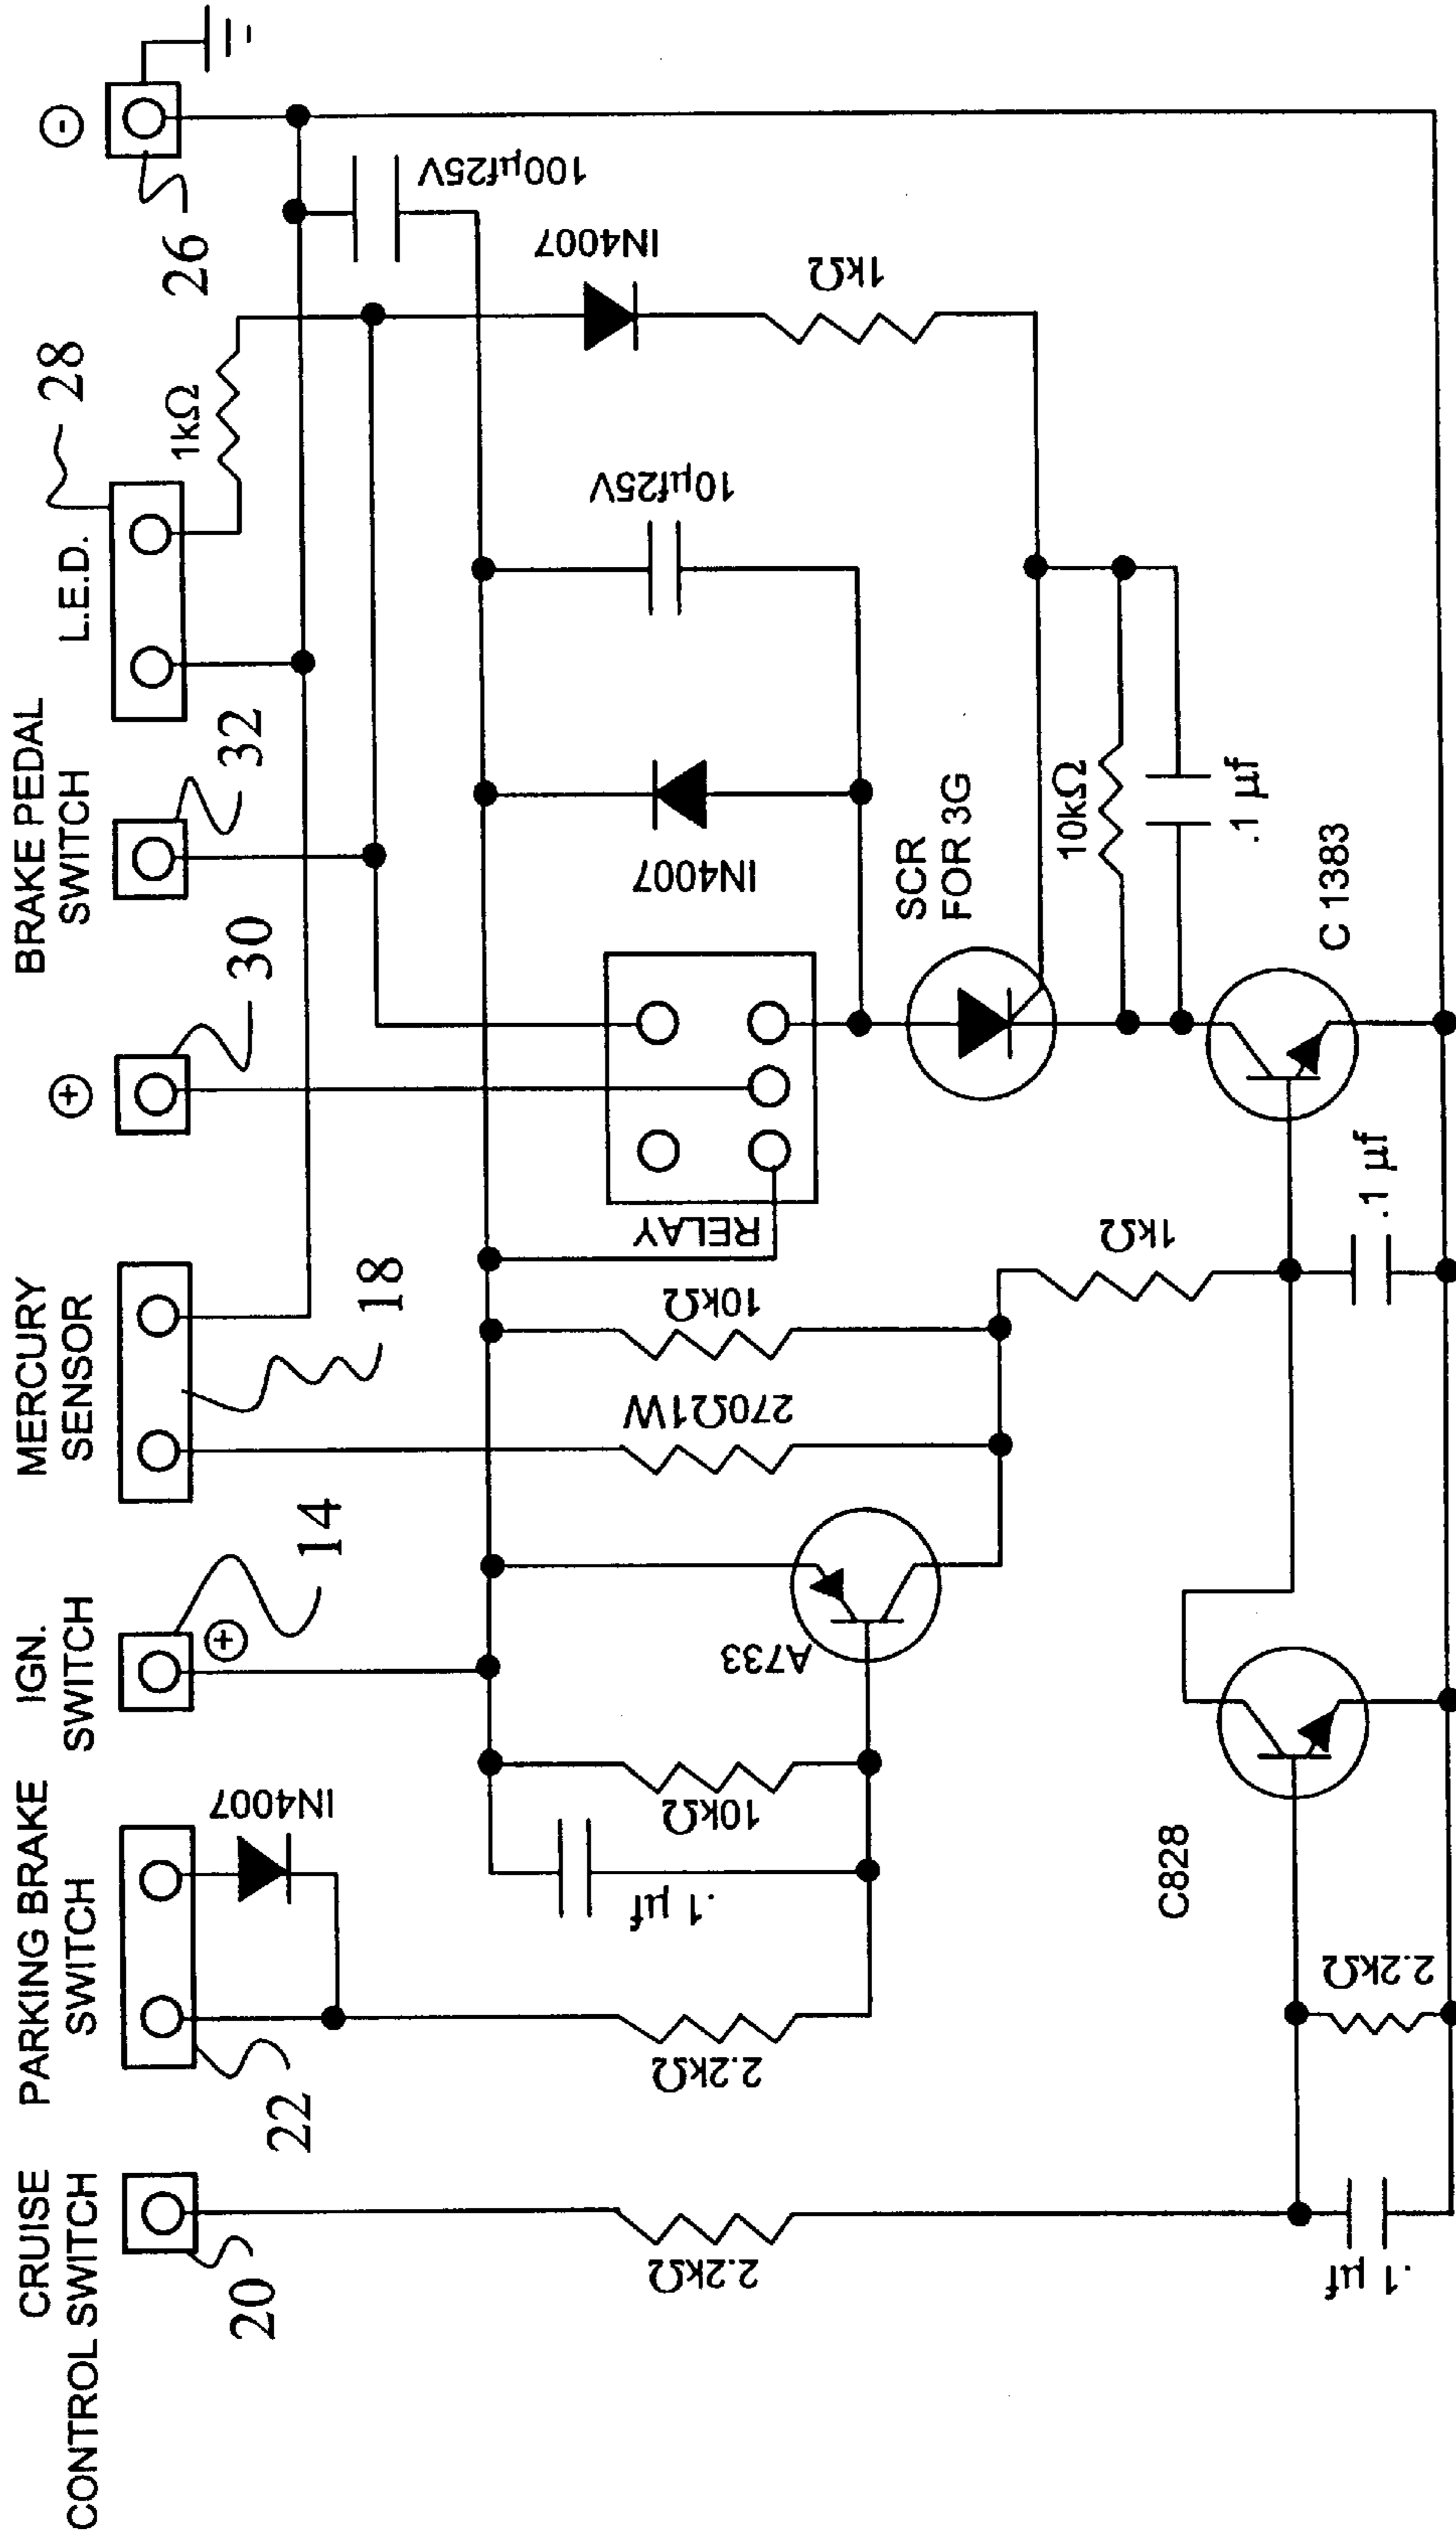 CRUISE
CONTROL SWITCH
20
PARKING BRAKE
SWITCH
22
IN4007
IGN.
SWITCH
+
14
MERCURY
SENSOR
18
+
30
BRAKE PEDAL
SWITCH
32
L.E.D.
28
1kΩ
-
26
100µf25V
IN4007
1kΩ
10µf25V
IN4007
RELAY
SCR
FOR 3G
10kΩ
.1 µf
C 1383
1kΩ
.1 µf
10kΩ
270Ω1W
A733
10kΩ
.1 µf
2.2kΩ
2.2kΩ
C828
2.2kΩ
.1 µf